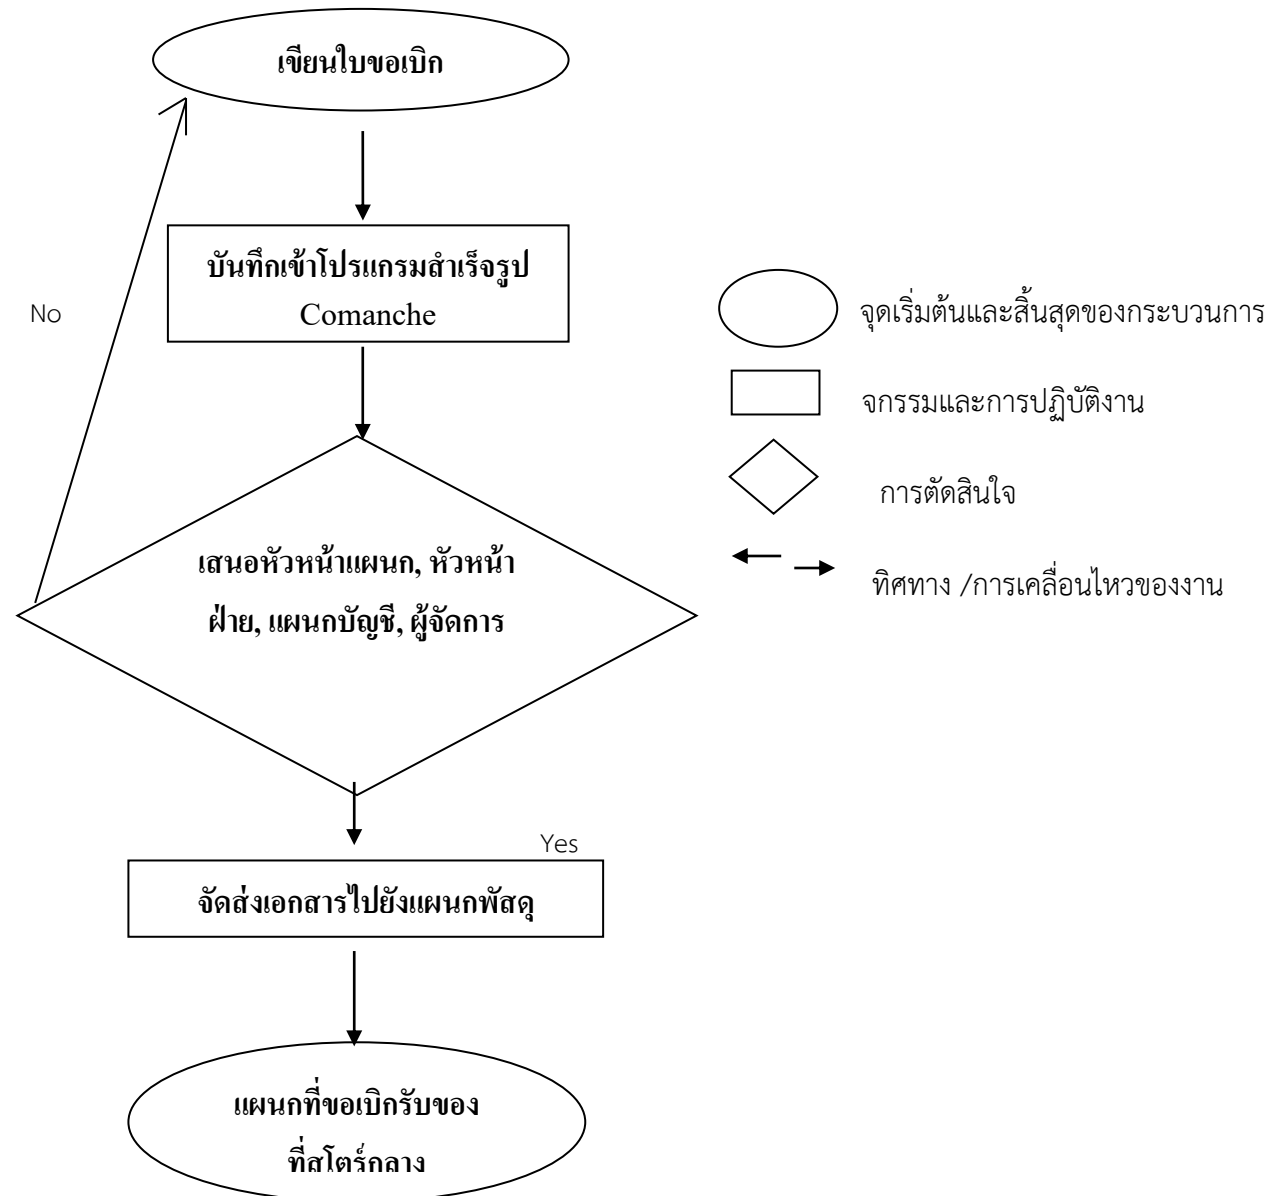 เขียนใบขอเบิก
บันทึกเข้าโปรแกรมสำเร็จรูป
Comanche
No
เสนอหัวหน้าแผนก, หัวหน้า
ฝ่าย, แผนกบัญชี, ผู้จัดการ
Yes
จัดส่งเอกสารไปยังแผนกพัสดุ
แผนกที่ขอเบิกรับของ
ที่สโตร์กลาง
จุดเริ่มต้นและสิ้นสุดของกระบวนการ
จกรรมและการปฏิบัติงาน
การตัดสินใจ
ทิศทาง /การเคลื่อนไหวของงาน